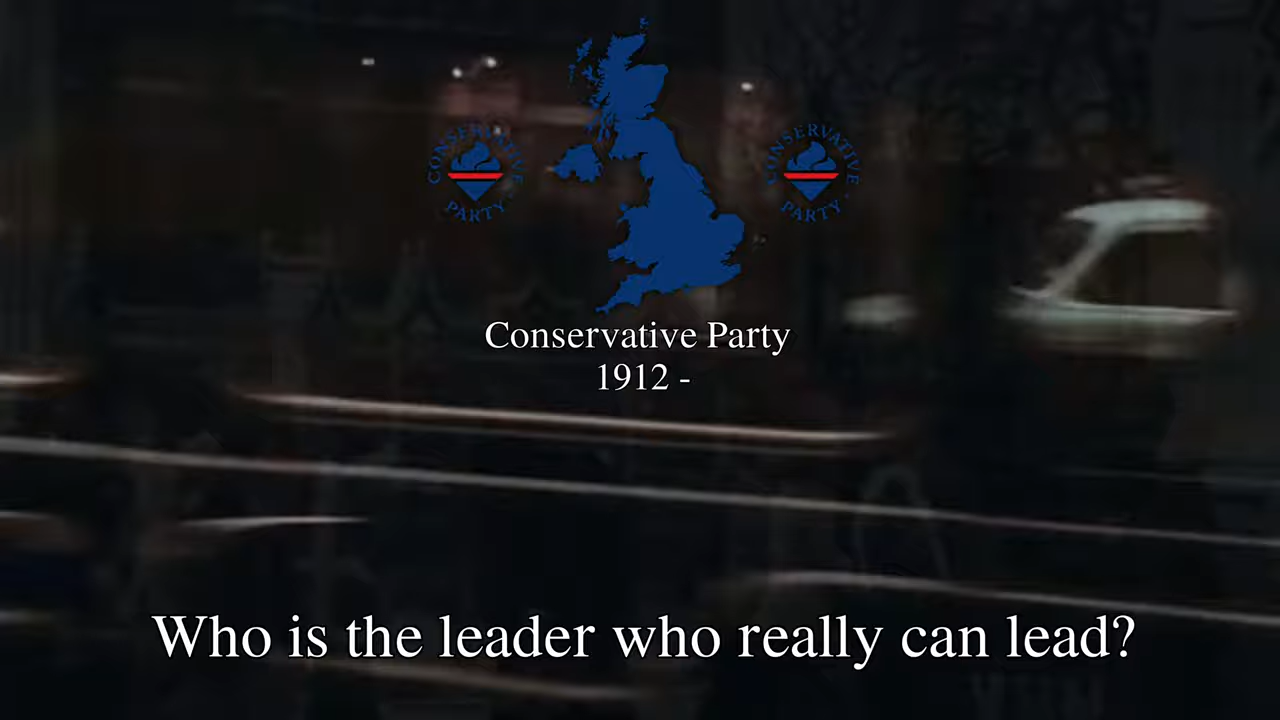 CONSERVATIVE PARTY
CONSERVATIVE PARTY
Conservative Party
1912 -
Who is the leader who really can lead?